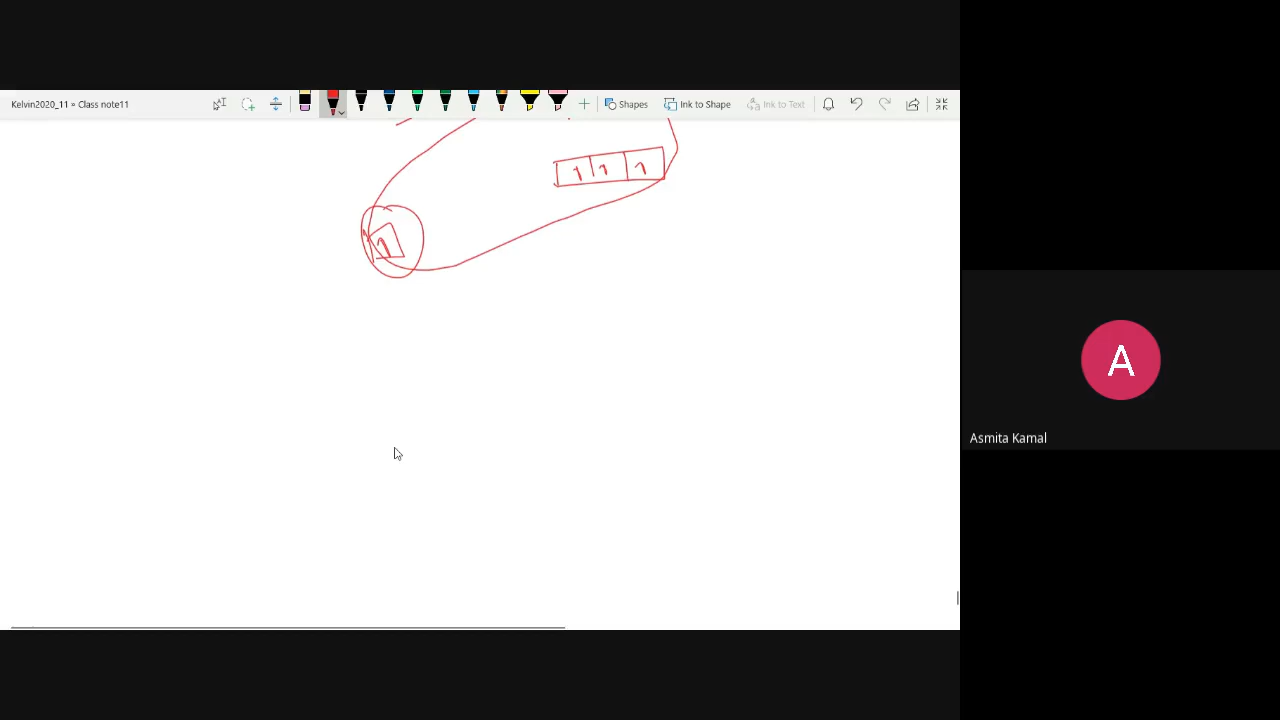 Kelvin2020_11 » Class note11
Shapes
Ink to Shape
Ink to Text
1 1 1
1
A
Asmita Kamal